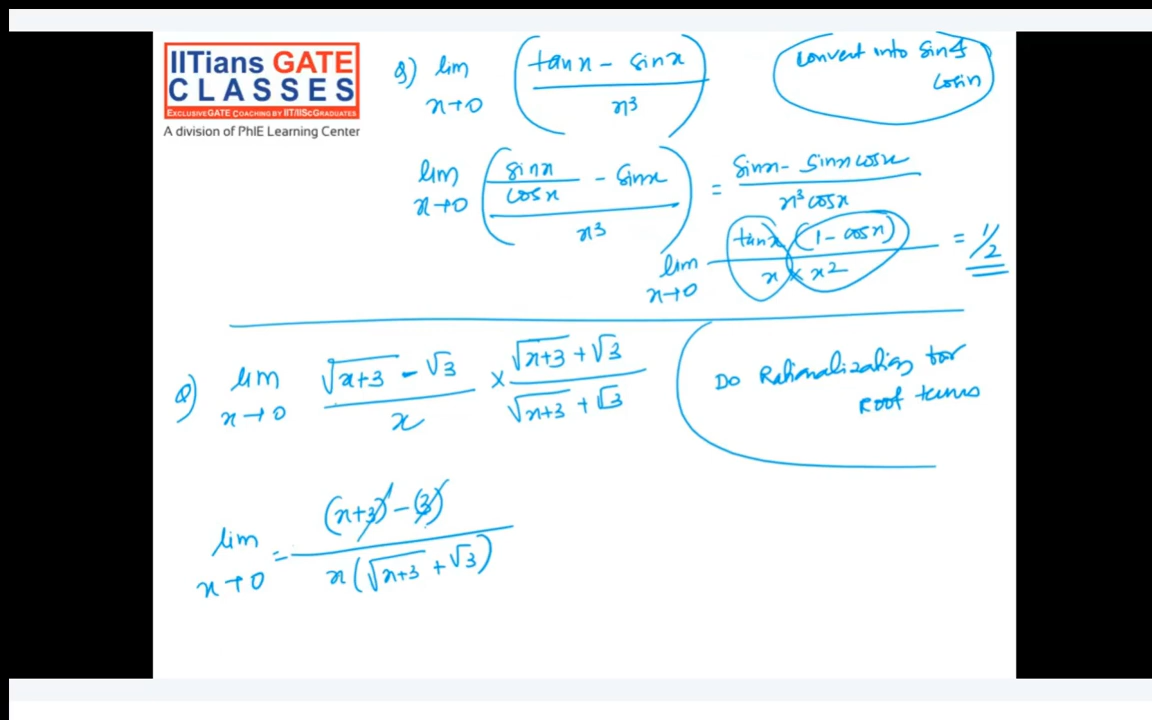 IITians GATE
CLASSES
EXCLUSIVE GATE COACHING BY IIT/IISc GRADUATES
A division of PhIE Learning Center
Q) lim x→0 (tan x - sin x / x³)
Convert into Sin &
Cosin
lim x→0 (sin x / cos x - sin x / x³) = sin x - sin x cos x / x³ cos x
lim x→0 tan x (1 - cos x) / x × x² = 1/2
Q) lim x→0 √x+3 - √3 / x × √x+3 + √3 / √x+3 + √3
Do Rationalization for
Root terms
lim x→0 = (x+3) - (3) / x(√x+3 + √3)